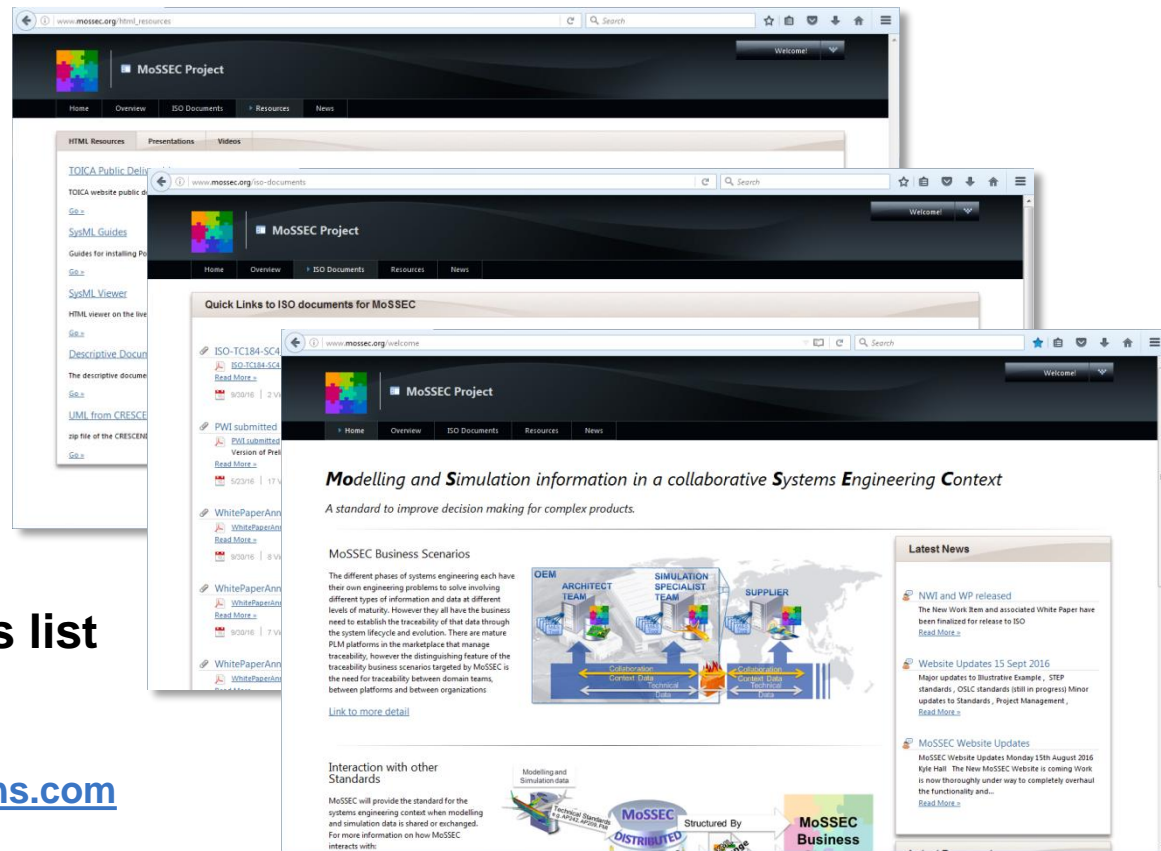 www.mossec.org/html_resources
Search
Welcome!
MoSSEC Project
Home Overview ISO Documents Resources News
HTML Resources Presentations Videos
TOICA Public
TOICA website public
Go »
SysML Guides
Guides for installing
Go »
SysML Viewer
HTML viewer on the live
Go »
Descriptive
The descriptive
Go »
UML from
zip file of the
Go »
www.mossec.org/iso-documents
Search
Welcome!
MoSSEC Project
Home Overview ISO Documents Resources News
Quick Links to ISO documents for MoSSEC
ISO-TC184-SC4
ISO-TC184-SC4
Read More »
9/30/16 | 2
PWI submitted
PWI submitted
Version of
Read More »
5/23/16 | 17
Read More »
9/30/16 | 8
Read More »
9/30/16 | 7
www.mossec.org/welcome
Search
Welcome!
MoSSEC Project
Home Overview ISO Documents Resources News
Modelling and Simulation information in a collaborative Systems Engineering Context
A standard to improve decision making for complex products.
MoSSEC Business Scenarios
The different phases of systems engineering each have
their own engineering problems to solve involving
different types of information and data at different
levels of maturity. However they all have the business
need to establish the traceability of that data through
the system lifecycle and evolution. There are mature
PLM platforms in the marketplace that manage
traceability, however the distinguishing feature of the
traceability business scenarios targeted by MoSSEC is
the need for traceability between domain teams,
between platforms and between organizations
Link to more detail
OEM
ARCHITECT
TEAM
SIMULATION
SPECIALIST
TEAM
SUPPLIER
Collaboration
Context Data
Technical
Data
Collaboration
Context Data
Technical
Data
Interaction with other
Standards
MoSSEC will provide the standard for the
systems engineering context when modelling
and simulation data is shared or exchanged.
For more information on how MoSSEC
interacts with:
Modelling and
Simulation data
Technical Standards
MoSSEC
DISTRIBUTED
Structured By
MoSSEC
Business
Latest News
NWI and WP released
The New Work Item and associated White Paper have
been finalized for release to ISO
Read More »
Website Updates 15 Sept 2016
Major updates to Illustrative Example , STEP
standards , OSLC standards (still in progress) Minor
updates to Standards , Project Management ,
Read More »
MoSSEC Website Updates
MoSSEC Website Updates Monday 15th August 2016
Kyle Hall The New MoSSEC Website is coming Work
is now thoroughly under way to completely overhaul
the functionality and...
Read More »
s list
ns.com